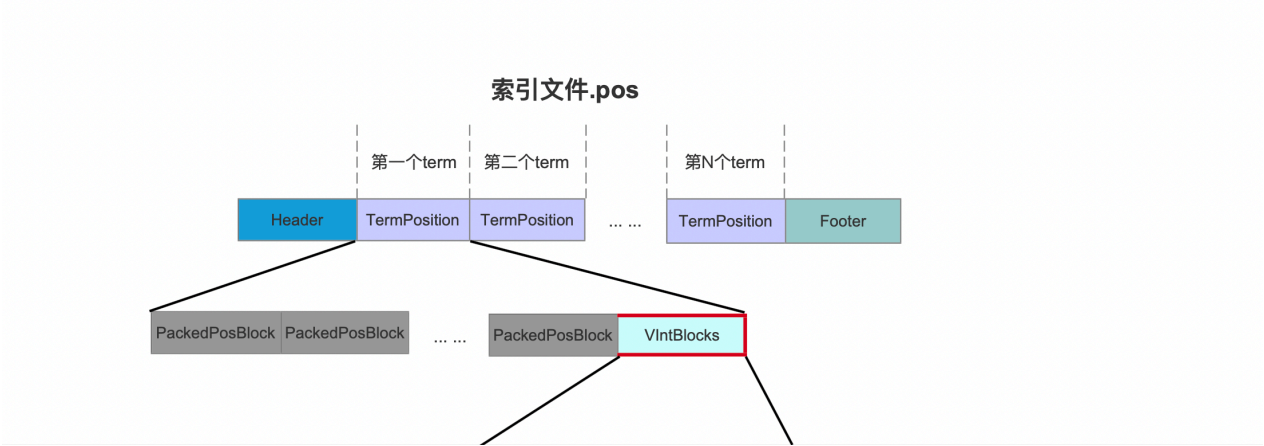 索引文件.pos
第一个term 第二个term 第N个term
Header TermPosition TermPosition ... ... TermPosition Footer
PackedPosBlock PackedPosBlock ... ... PackedPosBlock VIntBlocks